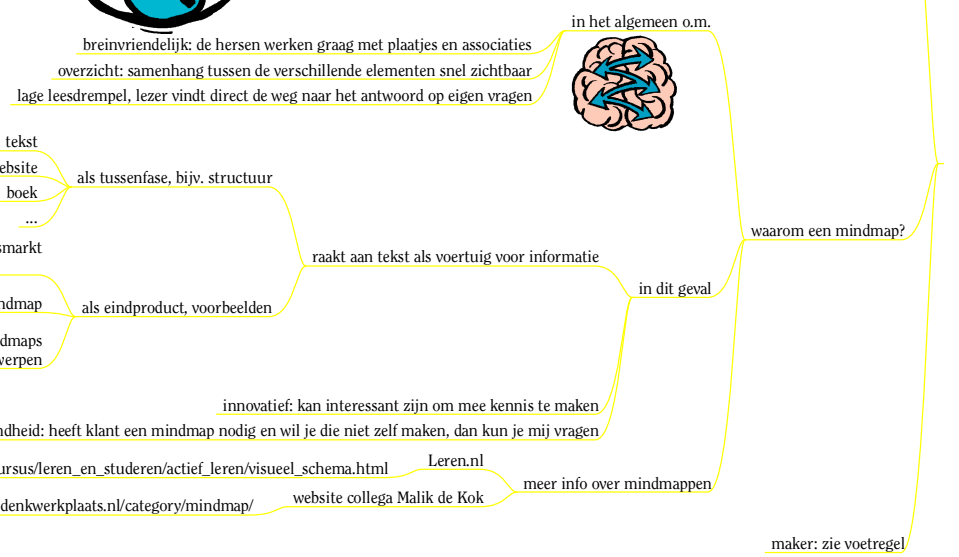 in het algemeen o.m.
breinvriendelijk: de hersen werken graag met plaatjes en associaties
overzicht: samenhang tussen de verschillende elementen snel zichtbaar
lage leesdrempel, lezer vindt direct de weg naar het antwoord op eigen vragen
tekst
ebsite
als tussenfase, bijv. structuur
boek
...
smarkt
waarom een mindmap?
raakt aan tekst als voertuig voor informatie
in dit geval
ndmap
als eindproduct, voorbeelden
dmaps
werpen
innovatief: kan interessant zijn om mee kennis te maken
ndheid: heeft klant een mindmap nodig en wil je die niet zelf maken, dan kun je mij vragen
Leren.nl
ursus/leren_en_studeren/actief_leren/visueel_schema.html
meer info over mindmappen
website collega Malik de Kok
denkwerkplaats.nl/category/mindmap/
maker: zie voetregel